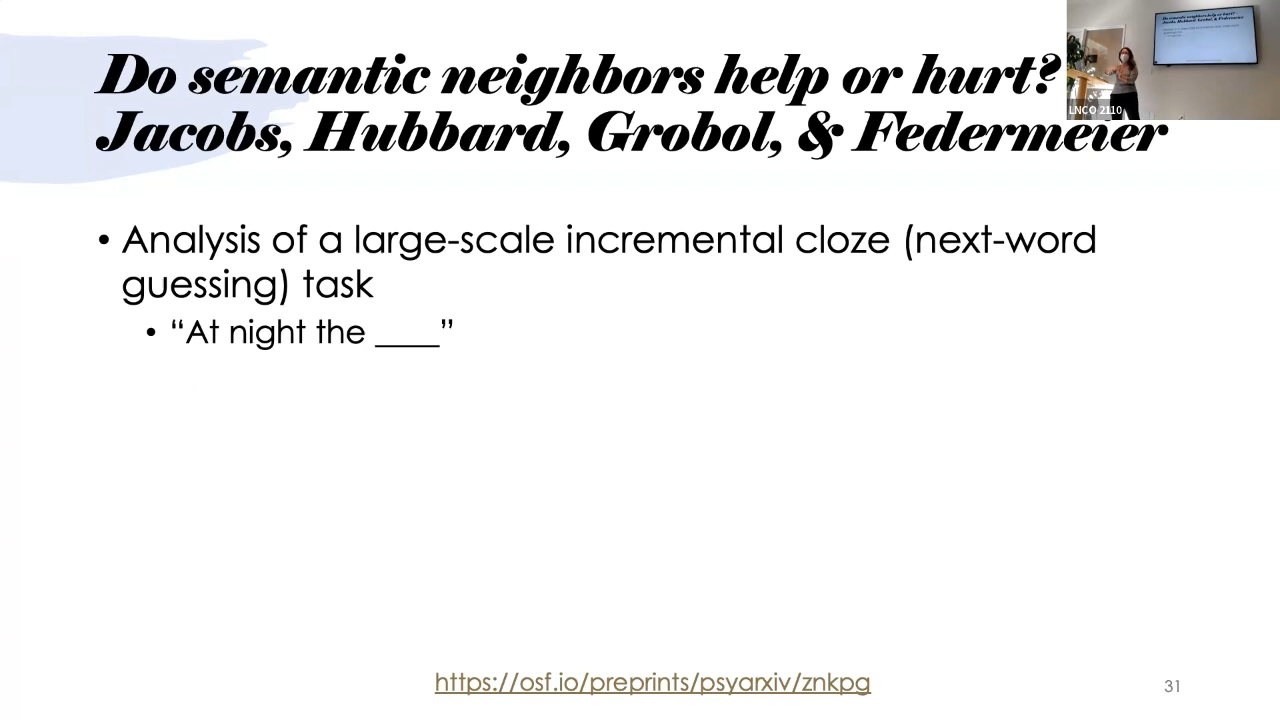 Do semantic neighbors help or hurt?
Jacobs, Hubbard, Grobol, & Federmeier
LNCO 2110
• Analysis of a large-scale incremental cloze (next-word
guessing) task
• “At night the ____”
https://osf.io/preprints/psyarxiv/znkpg
31